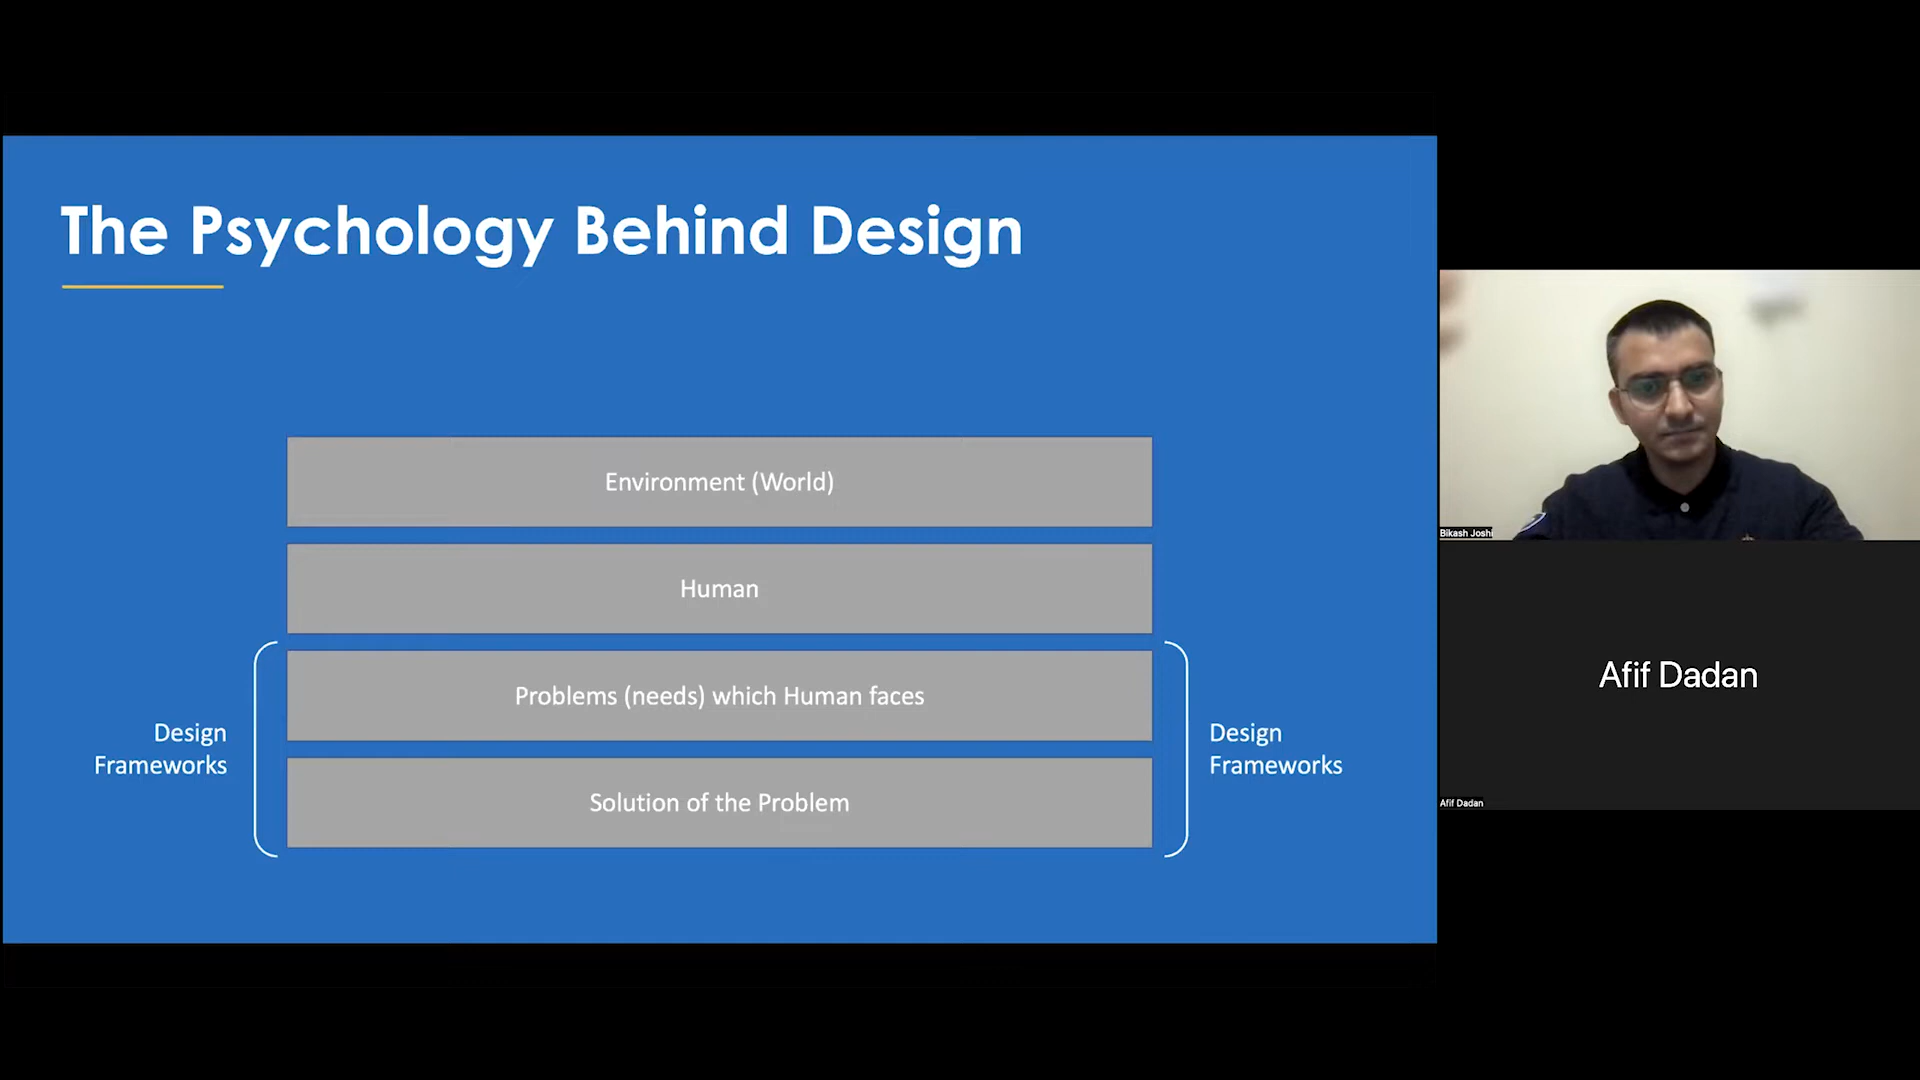 The Psychology Behind Design
Environment (World)
Human
Problems (needs) which Human faces
Solution of the Problem
Design
Frameworks
Design
Frameworks
Bikash Joshi
Afif Dadan
Afif Dadan